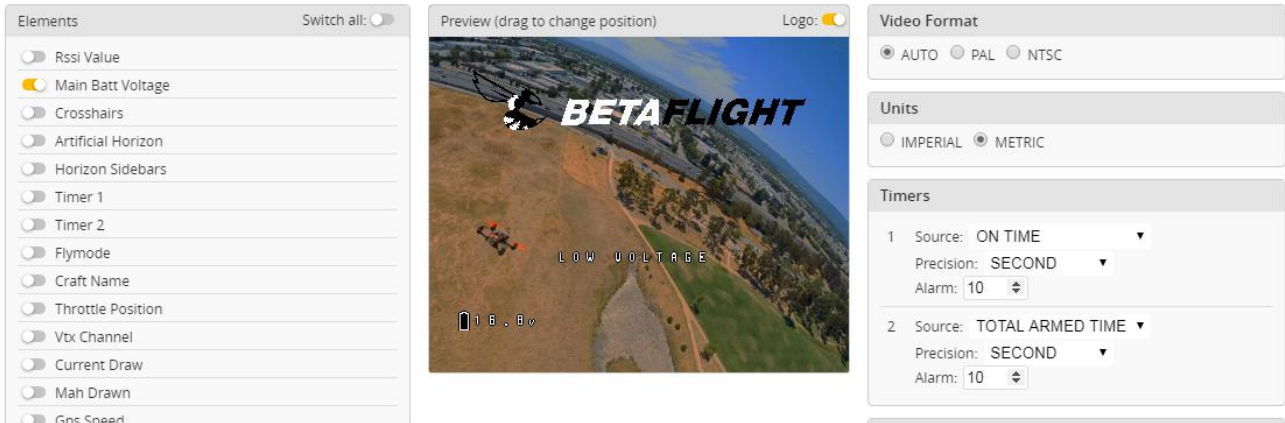 Elements Switch all:
Rssi Value
Main Batt Voltage
Crosshairs
Artificial Horizon
Horizon Sidebars
Timer 1
Timer 2
Flymode
Craft Name
Throttle Position
Vtx Channel
Current Draw
Mah Drawn
Gps Speed
Preview (drag to change position) Logo:
BETAFLIGHT
LOW VOLTAGE
16.8v
Video Format
AUTO PAL NTSC
Units
IMPERIAL METRIC
Timers
1 Source: ON TIME
Precision: SECOND
Alarm: 10
2 Source: TOTAL ARMED TIME
Precision: SECOND
Alarm: 10